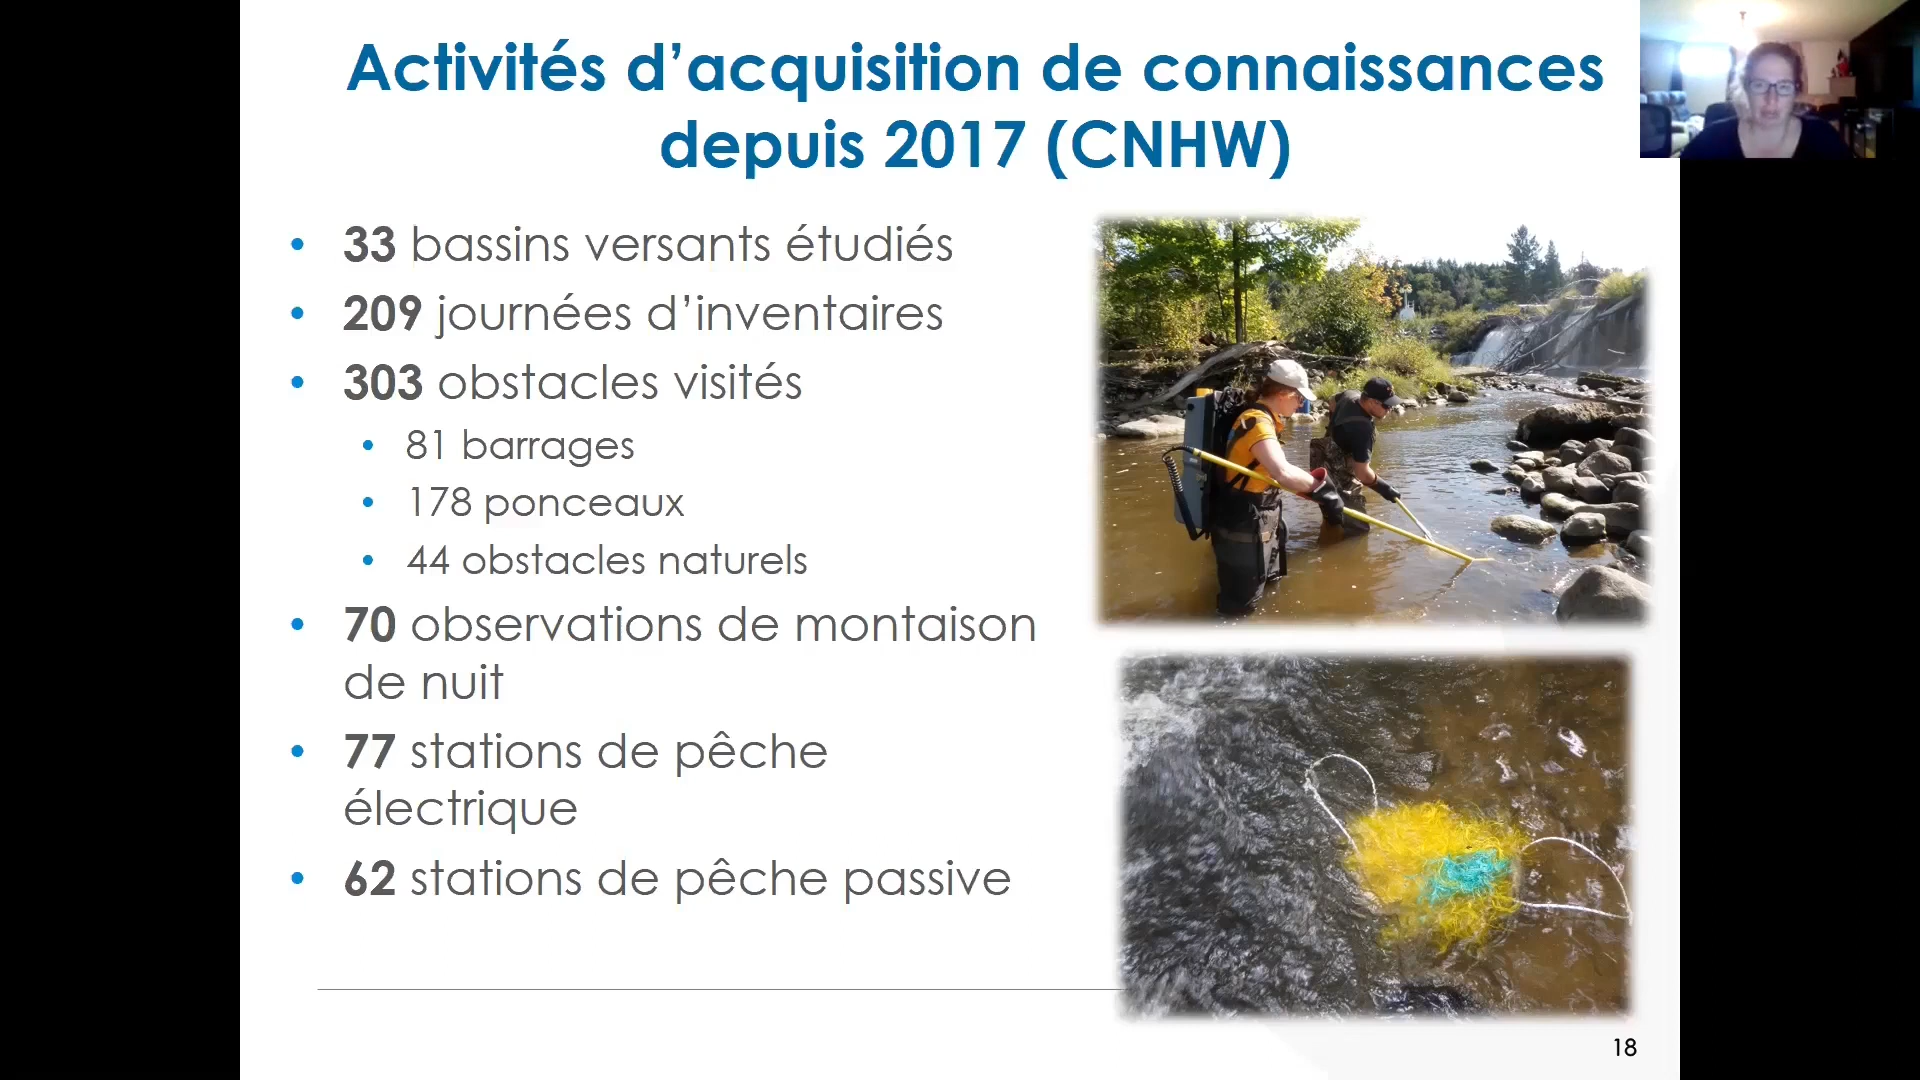 Activités d’acquisition de connaissances
depuis 2017 (CNHW)
• 33 bassins versants étudiés
• 209 journées d’inventaires
• 303 obstacles visités
• 81 barrages
• 178 ponceaux
• 44 obstacles naturels
• 70 observations de montaison
de nuit
• 77 stations de pêche
électrique
• 62 stations de pêche passive
18